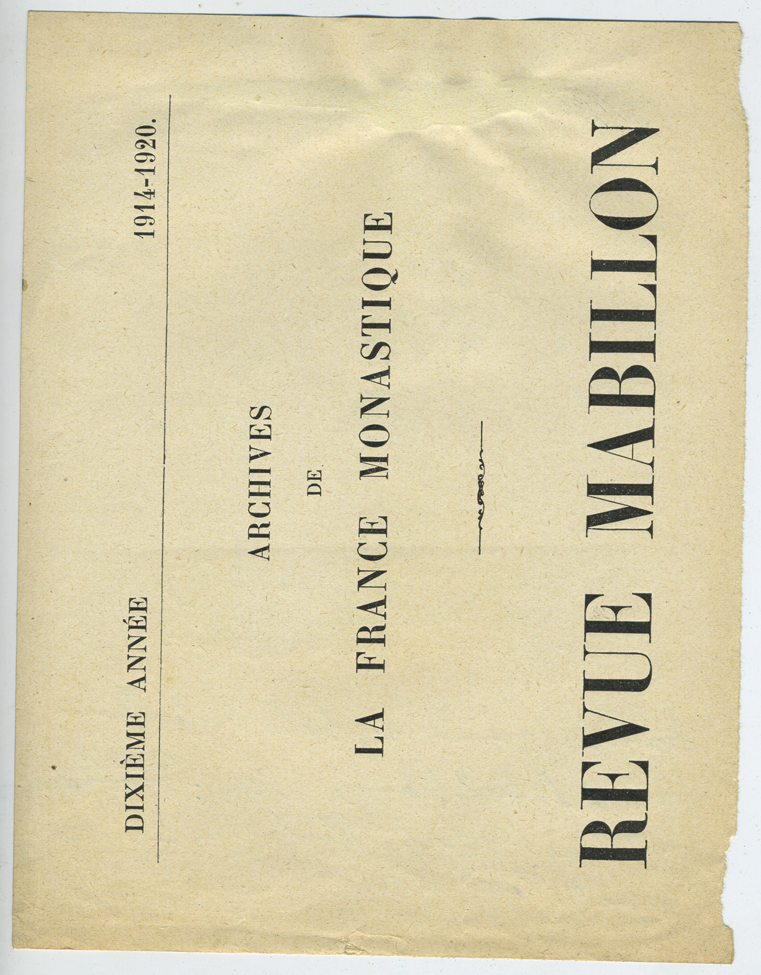 DIXIÈME ANNÉE 1914-1920.
ARCHIVES
DE
LA FRANCE MONASTIQUE
REVUE MABILLON